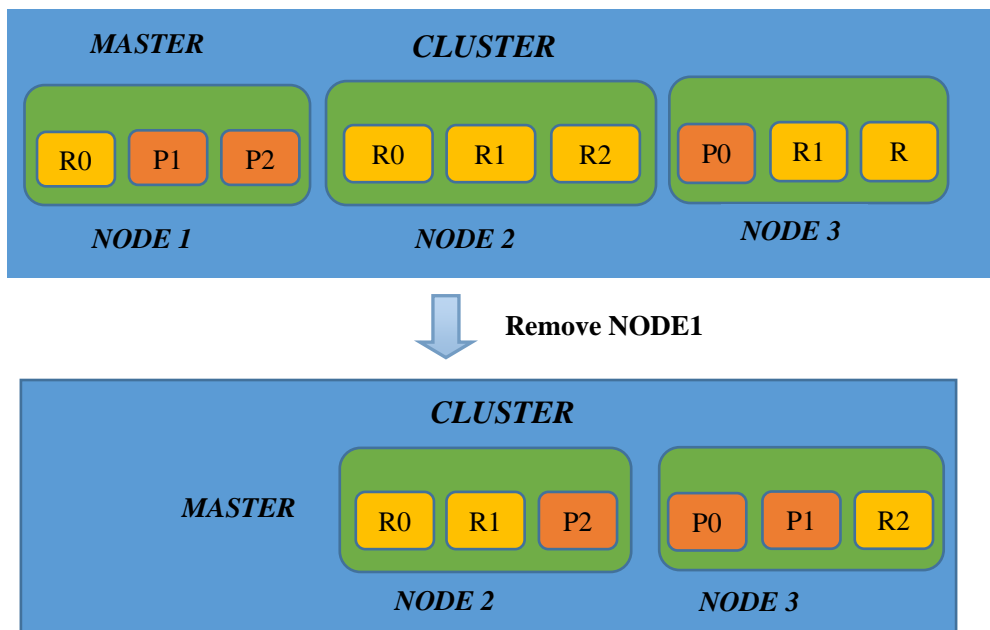 MASTER
CLUSTER
R0 P1 P2
R0 R1 R2
P0 R1 R
NODE 1
NODE 2
NODE 3
Remove NODE1
CLUSTER
MASTER
R0 R1 P2
P0 P1 R2
NODE 2
NODE 3